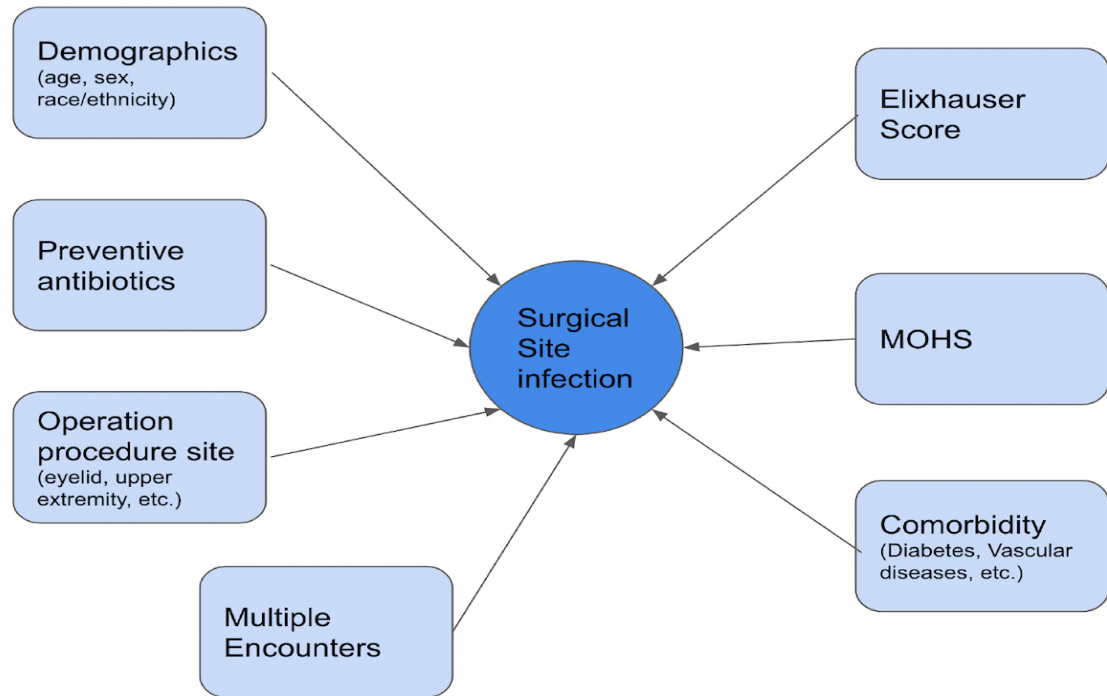 Demographics
(age, sex,
race/ethnicity)
Preventive
antibiotics
Operation
procedure site
(eyelid, upper
extremity, etc.)
Multiple
Encounters
Surgical
Site
infection
Elixhauser
Score
MOHS
Comorbidity
(Diabetes, Vascular
diseases, etc.)